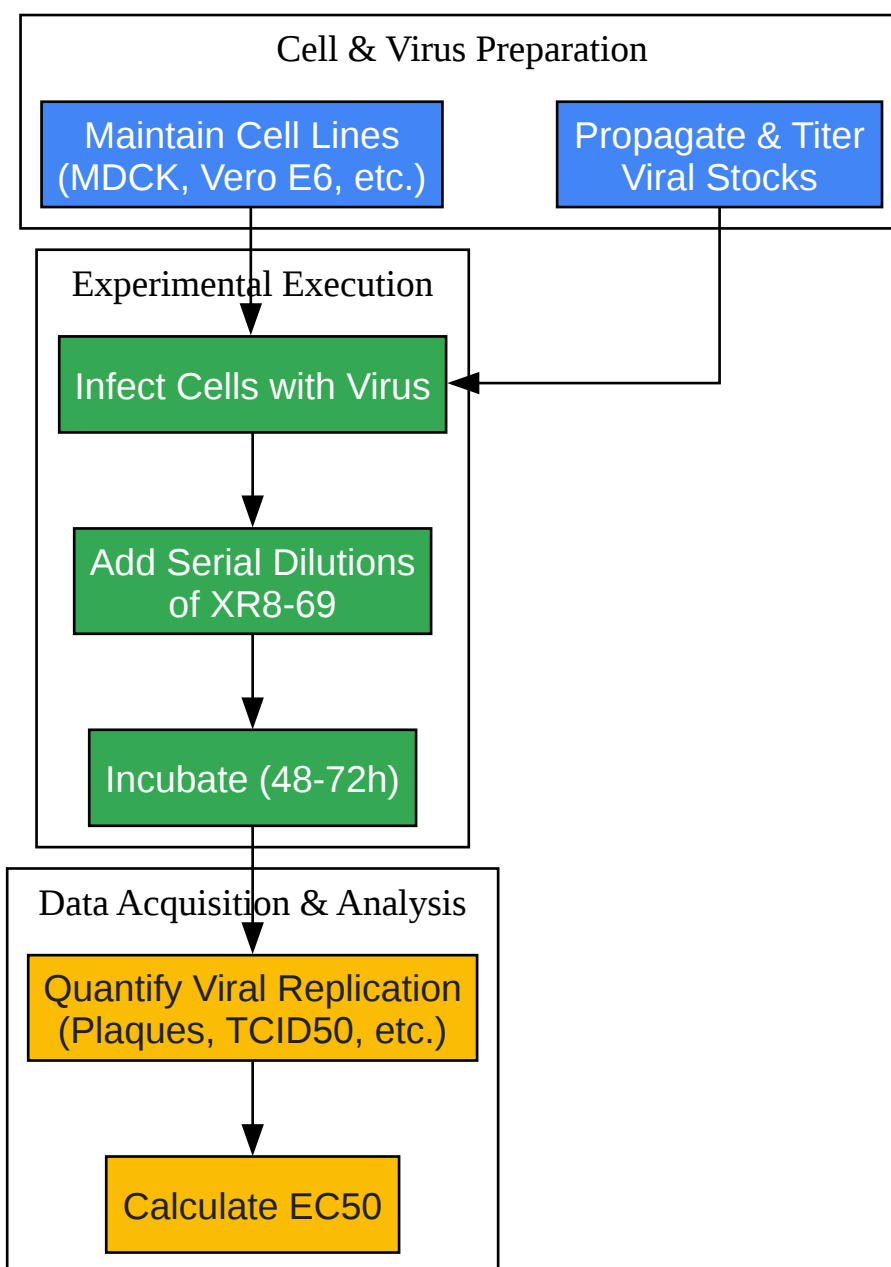 Cell & Virus Preparation
Maintain Cell Lines
(MDCK, Vero E6, etc.)
Propagate & Titer
Viral Stocks
Experimental Execution
Infect Cells with Virus
Add Serial Dilutions
of XR8-69
Incubate (48-72h)
Data Acquisition & Analysis
Quantify Viral Replication
(Plaques, TCID50, etc.)
Calculate EC50